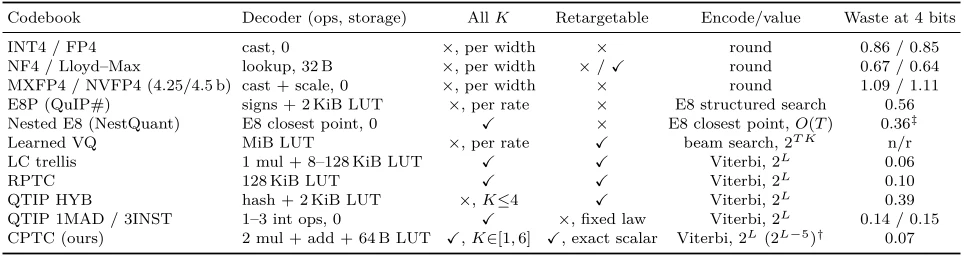 Codebook Decoder (ops, storage) All K Retargetable Encode/value Waste at 4 bits
INT4 / FP4 cast, 0 ×, per width × round 0.86 / 0.85
NF4 / Lloyd–Max lookup, 32 B ×, per width × / ✓ round 0.67 / 0.64
MXFP4 / NVFP4 (4.25/4.5 b) cast + scale, 0 ×, per width × round 1.09 / 1.11
E8P (QuIP#) signs + 2 KiB LUT ×, per rate × E8 structured search 0.56
Nested E8 (NestQuant) E8 closest point, 0 ✓ × E8 closest point, O(T) 0.36‡
Learned VQ MiB LUT ×, per rate ✓ beam search, 2^{TK} n/r
LC trellis 1 mul + 8–128 KiB LUT ✓ ✓ Viterbi, 2^L 0.06
RPTC 128 KiB LUT ✓ ✓ Viterbi, 2^L 0.10
QTIP HYB hash + 2 KiB LUT ×, K≤4 ✓ Viterbi, 2^L 0.39
QTIP 1MAD / 3INST 1–3 int ops, 0 ✓ ×, fixed law Viterbi, 2^L 0.14 / 0.15
CPTC (ours) 2 mul + add + 64 B LUT ✓, K∈[1, 6] ✓, exact scalar Viterbi, 2^L (2^{L−5})† 0.07